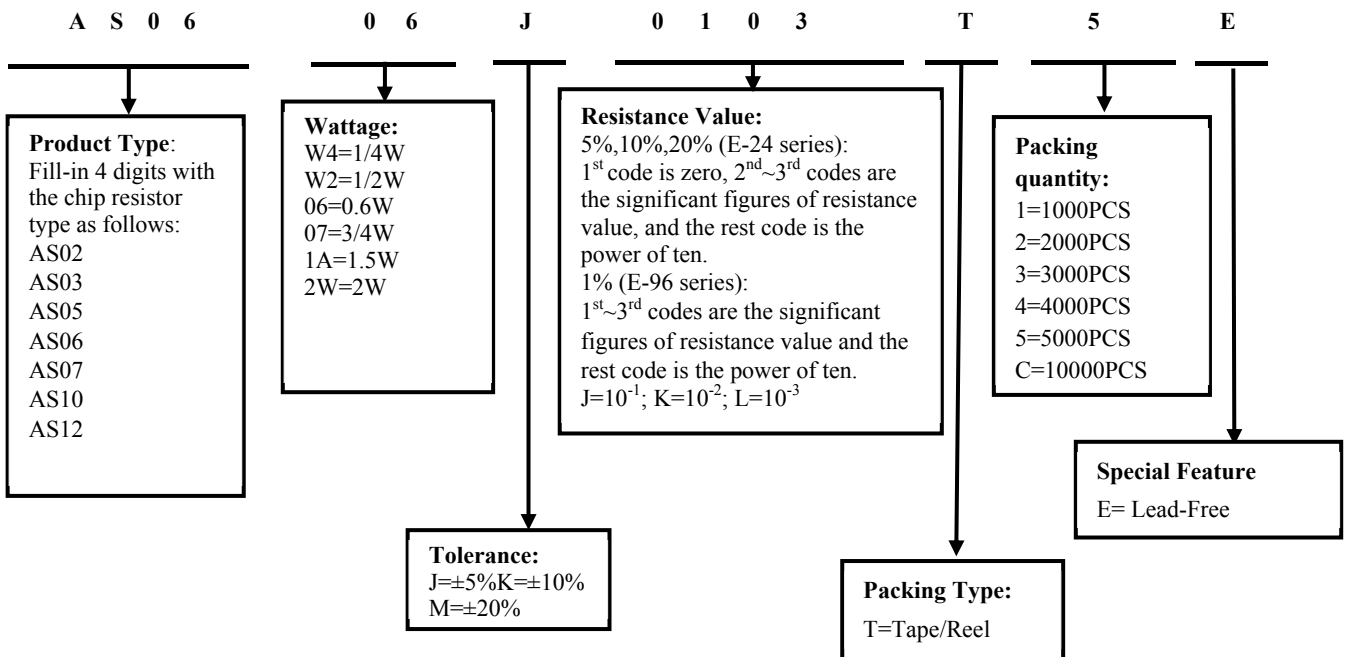 A S 0 6 0 6 J 0 1 0 3 T 5 E
Product Type:
Fill-in 4 digits with
the chip resistor
type as follows:
AS02
AS03
AS05
AS06
AS07
AS10
AS12
Wattage:
W4=1/4W
W2=1/2W
06=0.6W
07=3/4W
1A=1.5W
2W=2W
Tolerance:
J=±5%K=±10%
M=±20%
Resistance Value:
5%,10%,20% (E-24 series):
1st code is zero, 2nd~3rd codes are
the significant figures of resistance
value, and the rest code is the
power of ten.
1% (E-96 series):
1st~3rd codes are the significant
figures of resistance value and the
rest code is the power of ten.
J=10-1; K=10-2; L=10-3
Packing Type:
T=Tape/Reel
Packing
quantity:
1=1000PCS
2=2000PCS
3=3000PCS
4=4000PCS
5=5000PCS
C=10000PCS
Special Feature
E= Lead-Free